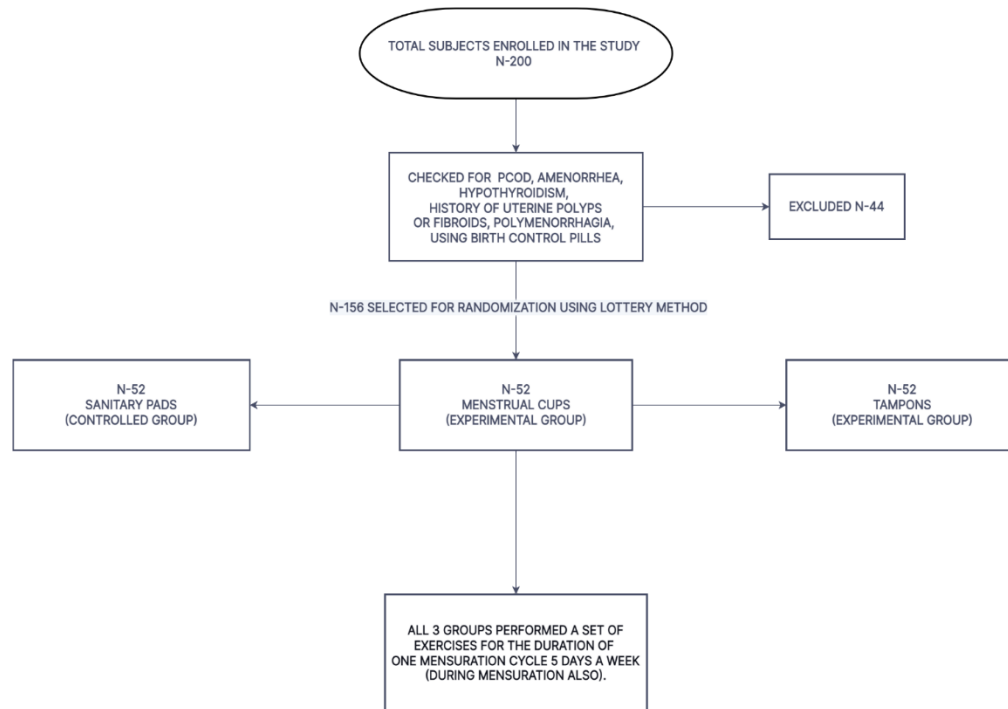 TOTAL SUBJECTS ENROLLED IN THE STUDY
N-200
CHECKED FOR PCOD, AMENORRHEA,
HYPOTHYROIDISM,
HISTORY OF UTERINE POLYPS
OR FIBROIDS, POLYMENORRHAGIA,
USING BIRTH CONTROL PILLS
EXCLUDED N-44
N-156 SELECTED FOR RANDOMIZATION USING LOTTERY METHOD
N-52
SANITARY PADS
(CONTROLLED GROUP)
N-52
MENSTRUAL CUPS
(EXPERIMENTAL GROUP)
N-52
TAMPONS
(EXPERIMENTAL GROUP)
ALL 3 GROUPS PERFORMED A SET OF
EXERCISES FOR THE DURATION OF
ONE MENSURATION CYCLE 5 DAYS A WEEK
(DURING MENSURATION ALSO).